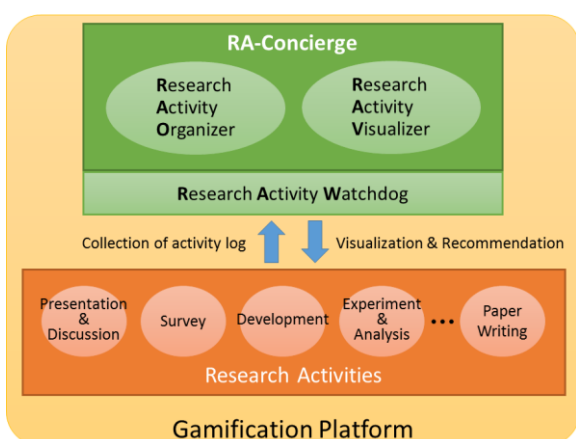 RA-Concierge
Research
Activity
Organizer
Research
Activity
Visualizer
Research Activity Watchdog
Collection of activity log
Visualization & Recommendation
Presentation
&
Discussion
Survey
Development
Experiment
&
Analysis
•••
Paper
Writing
Research Activities
Gamification Platform